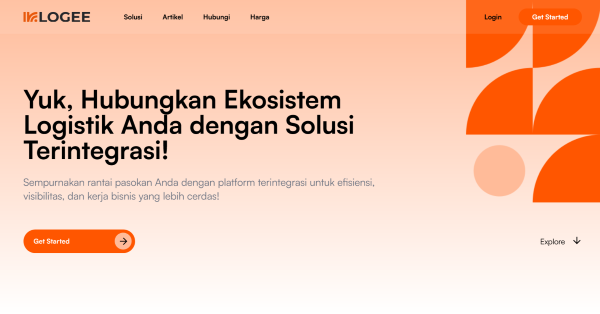 LOGEE
Solusi
Artikel
Hubungi
Harga
Login
Get Started
Yuk, Hubungkan Ekosistem
Logistik Anda dengan Solusi
Terintegrasi!
Sempurnakan rantai pasokan Anda dengan platform terintegrasi untuk efisiensi,
visibilitas, dan kerja bisnis yang lebih cerdas!
Get Started
Explore